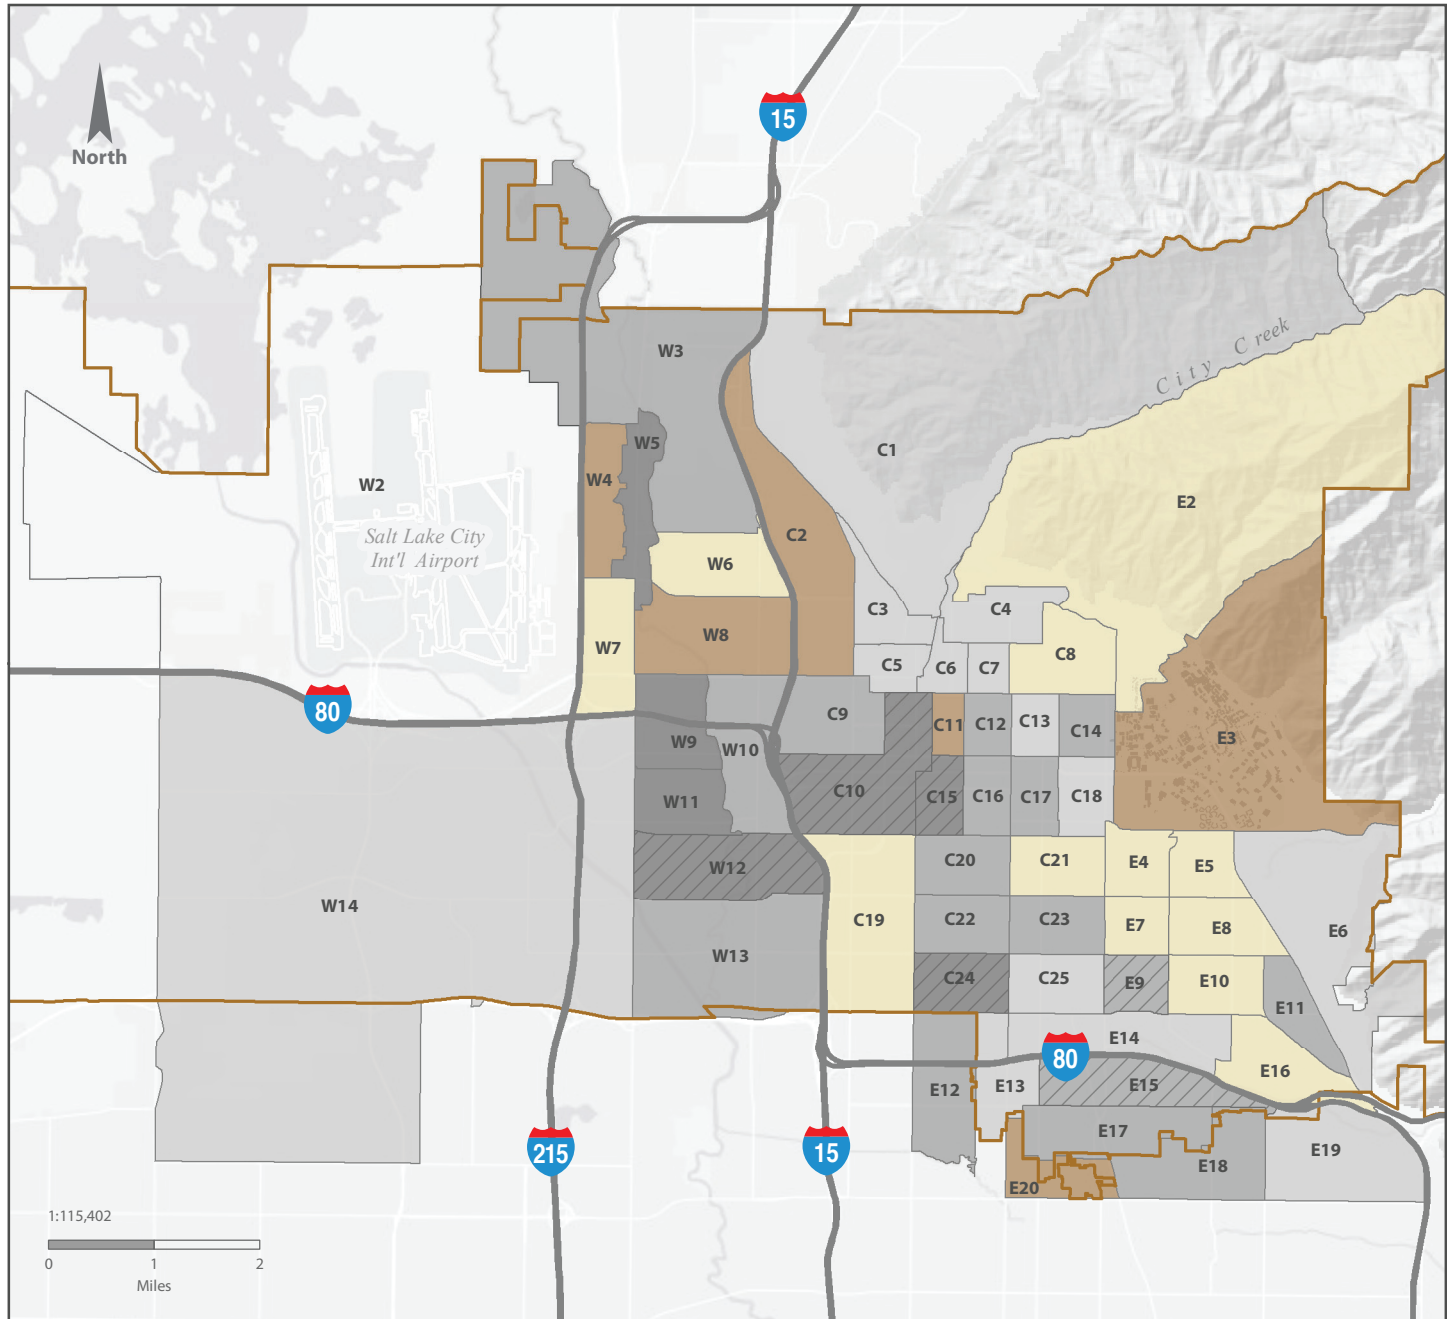 15
North
W3
City Creek
W5
C1
W4
W2
E2
Salt Lake City
Int'l Airport
C2
W6
C3
C4
W8
W7
C8
C5
C6
C7
80
C9
C11
C12
C13
C14
E3
W9
W10
C10
C15
C16
C17
C18
W11
W12
C20
C21
E4
E5
W14
C19
C22
C23
E7
E8
E6
W13
C24
C25
E9
E10
E11
E14
80
E16
E12
E13
E15
E17
215
15
E18
E19
E20
1:115,402
0 1 2
Miles